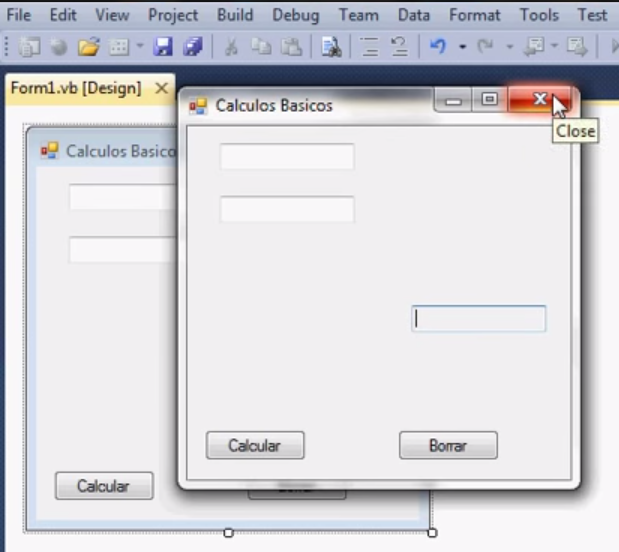 File Edit View Project Build Debug Team Data Format Tools Test
Form1.vb [Design]
Calculos Basicos
Close
Calculos Basico
Calcular
Borrar
Calcular